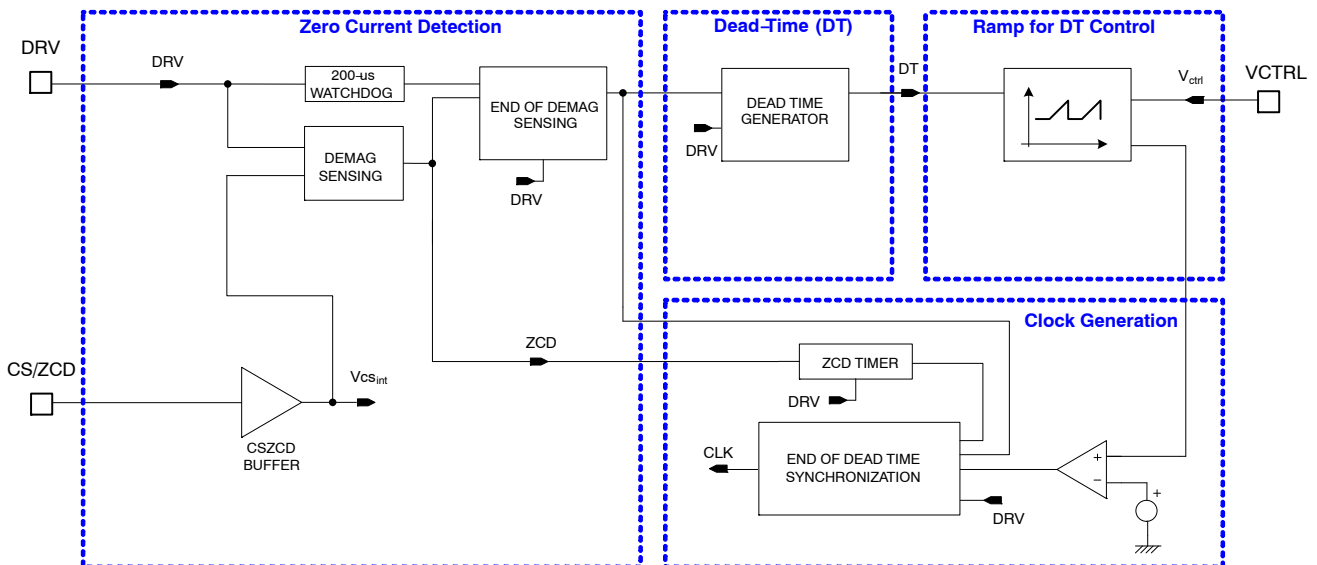 Zero Current Detection
Dead-Time (DT)
Ramp for DT Control
DRV
DRV
200-us
WATCHDOG
END OF DEMAG
SENSING
DRV
DEMAG
SENSING
DEAD TIME
GENERATOR
DRV
DT
Vctrl
VCTRL
Clock Generation
ZCD
ZCD TIMER
DRV
CS/ZCD
Vcsint
CSZCD
BUFFER
CLK
END OF DEAD TIME
SYNCHRONIZATION
DRV
+
−
+